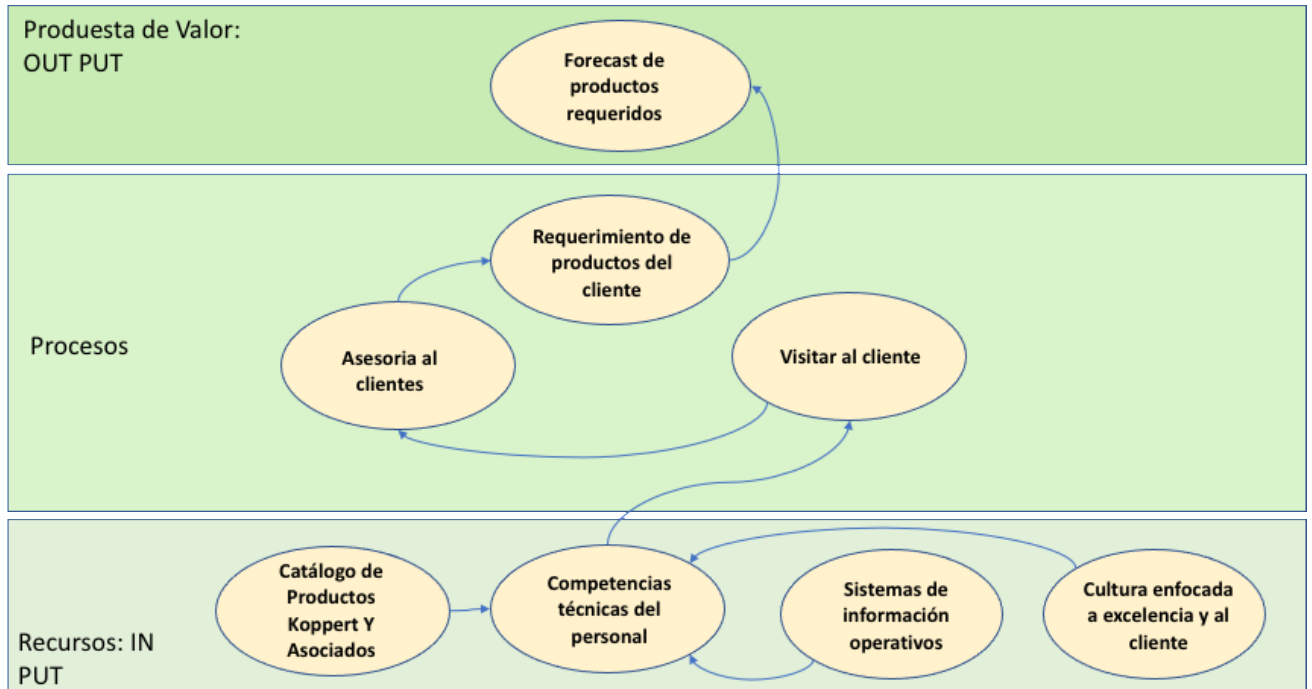 Produesta de Valor:
OUT PUT
Forecast de
productos
requeridos
Requerimiento de
productos del
cliente
Procesos
Asesoria al
clientes
Visitar al cliente
Recursos: IN
PUT
Catálogo de
Productos
Koppert Y
Asociados
Competencias
técnicas del
personal
Sistemas de
información
operativos
Cultura enfocada
a excelencia y al
cliente